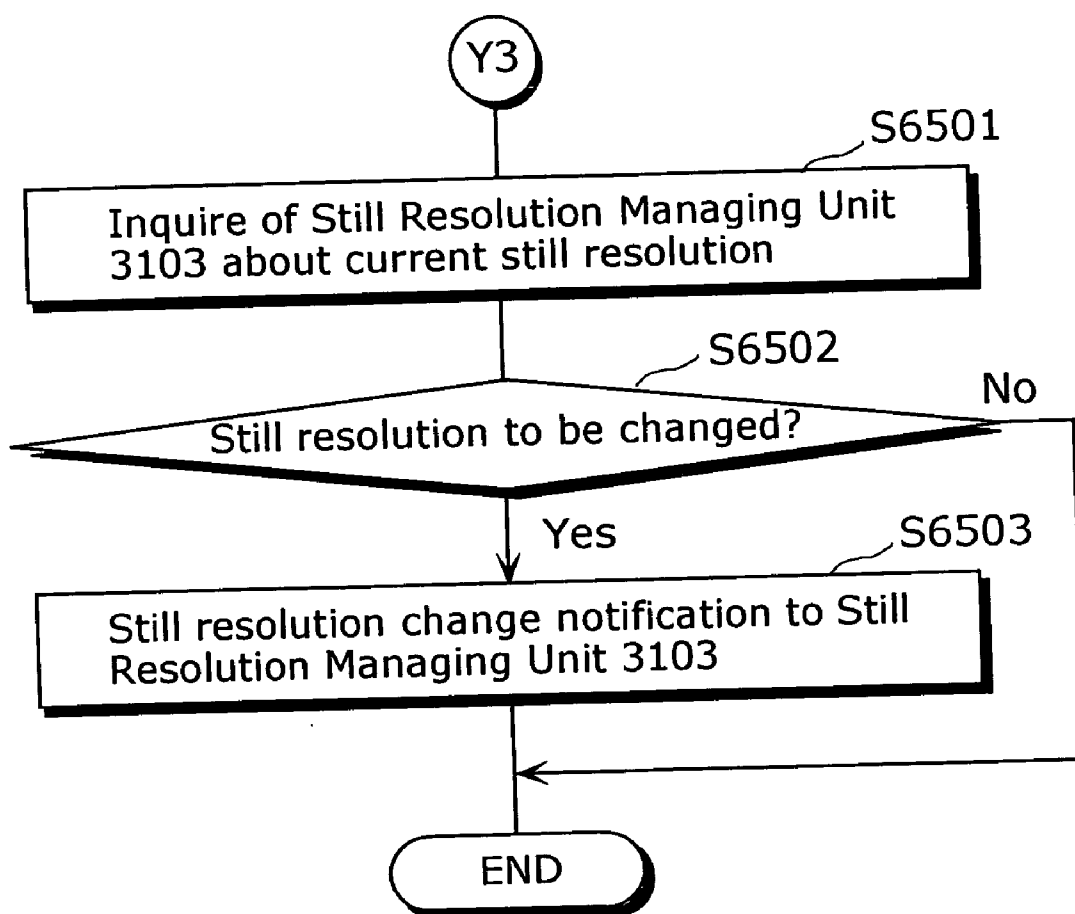 Y3
S6501
Inquire of Still Resolution Managing Unit
3103 about current still resolution
S6502
No
Still resolution to be changed?
Yes
S6503
Still resolution change notification to Still
Resolution Managing Unit 3103
END